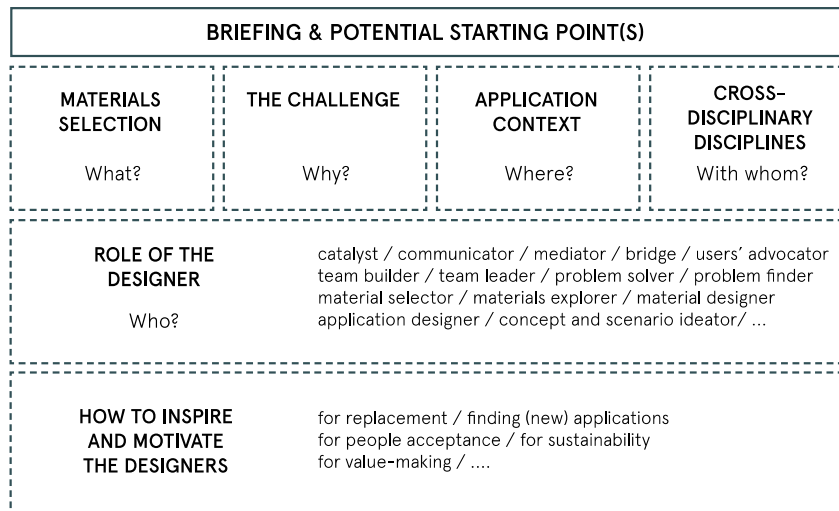 BRIEFING & POTENTIAL STARTING POINT(S)
MATERIALS
SELECTION
What?
THE CHALLENGE
Why?
APPLICATION
CONTEXT
Where?
CROSS-
DISCIPLINARY
DISCIPLINES
With whom?
ROLE OF THE
DESIGNER
Who?
catalyst / communicator / mediator / bridge / users' advocator
team builder / team leader / problem solver / problem finder
material selector / materials explorer / material designer
application designer / concept and scenario ideator/ ...
HOW TO INSPIRE
AND MOTIVATE
THE DESIGNERS
for replacement / finding (new) applications
for people acceptance / for sustainability
for value-making / ....